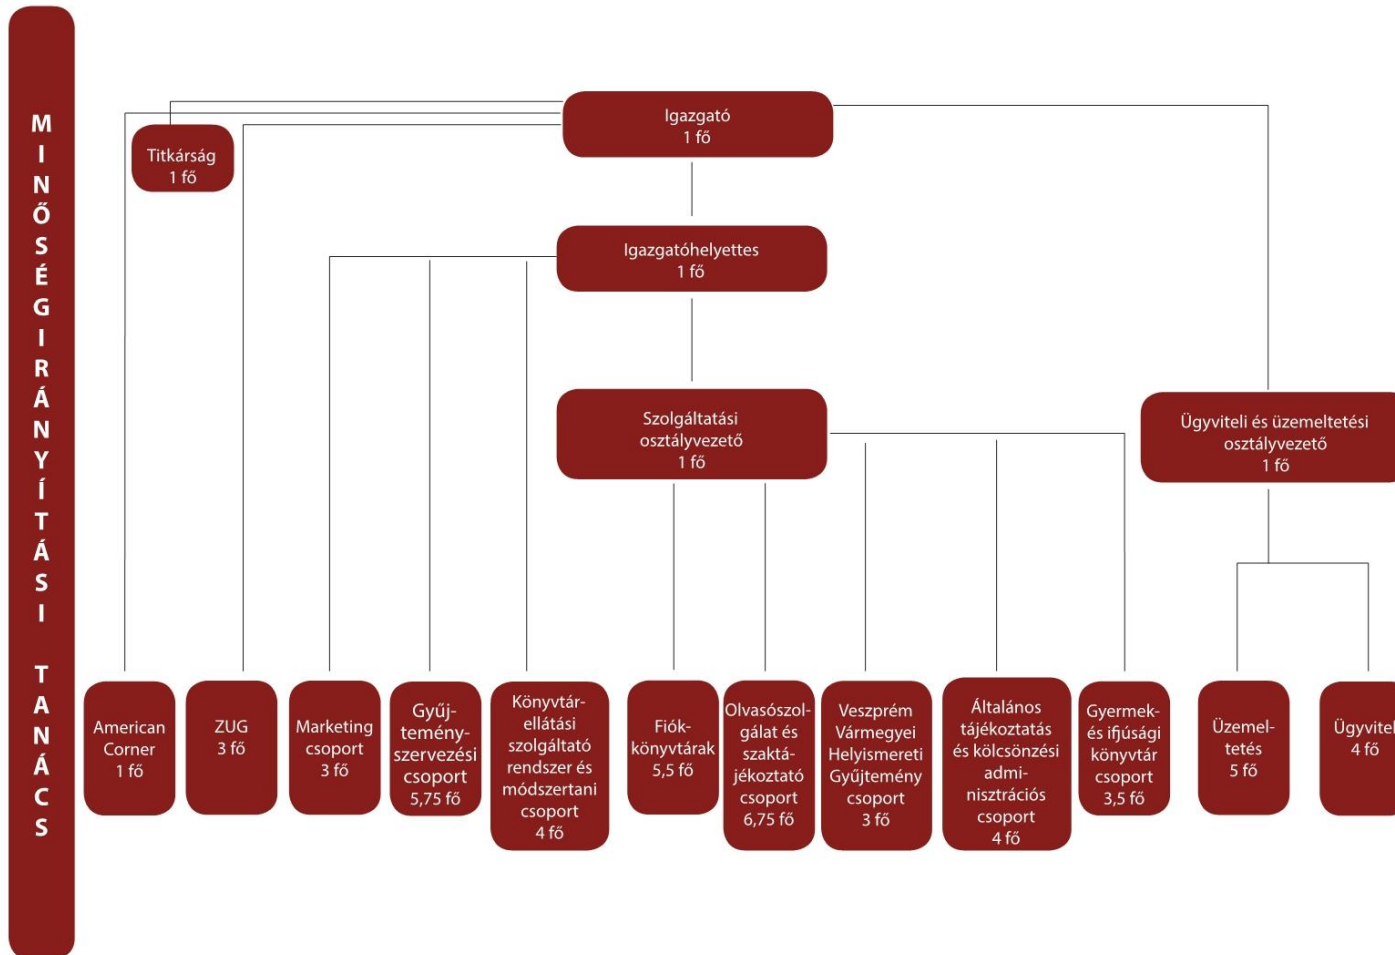 MINŐSÉGIRÁNYÍTÁSI TANÁCS
Igazgató
1 fő
Titkárság
1 fő
Igazgatóhelyettes
1 fő
Szolgáltatási
osztályvezető
1 fő
Ügyviteli és üzemeltetési
osztályvezető
1 fő
American
Corner
1 fő
ZUG
3 fő
Marketing
csoport
3 fő
Gyűj-
temény-
szervezési
csoport
5,75 fő
Könyvtár-
ellátási
szolgáltató
rendszer és
módszertani
csoport
4 fő
Fiók-
könyvtárak
5,5 fő
Olvasószol-
gálat és
szaktá-
jékoztató
csoport
6,75 fő
Veszprém
Vármegyei
Helyismereti
Gyűjtemény
csoport
3 fő
Általános
tájékoztatás
és kölcsönzési
admi-
nisztrációs
csoport
4 fő
Gyermek-
és ifjúsági
könyvtár
csoport
3,5 fő
Üzemel-
tetés
5 fő
Ügyvitel
4 fő